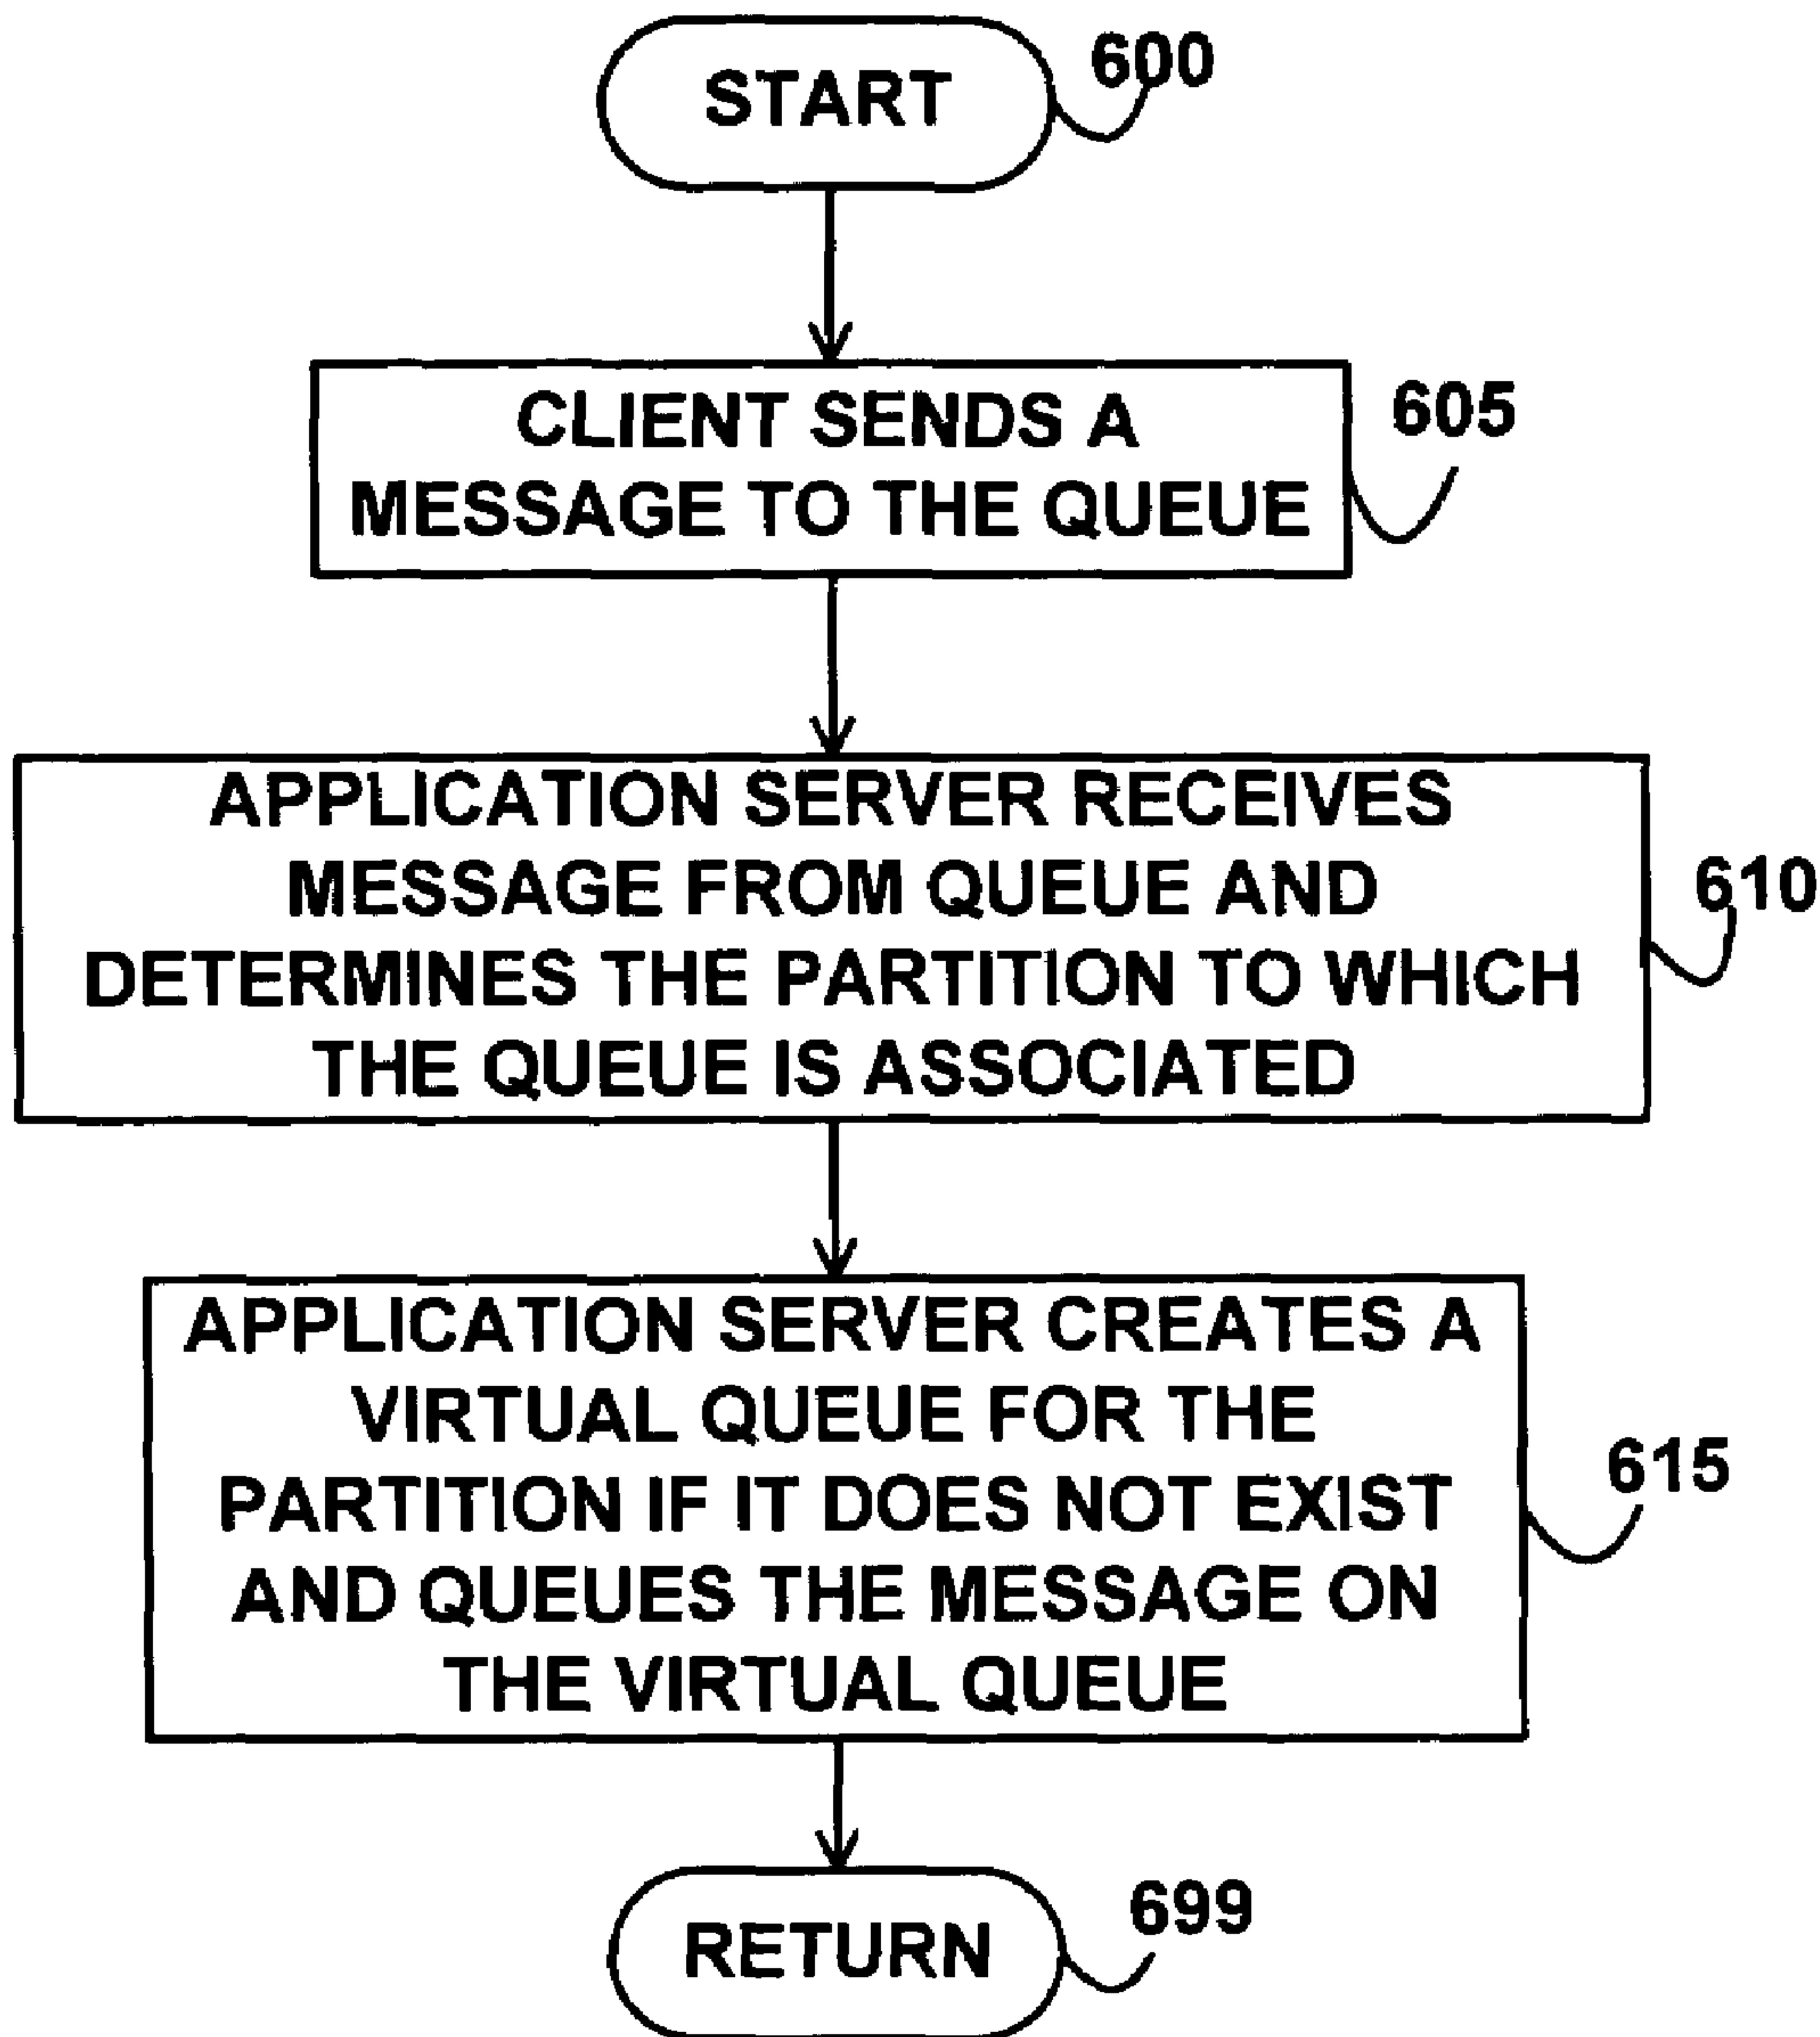 START
600
CLIENT SENDS A
MESSAGE TO THE QUEUE
605
APPLICATION SERVER RECEIVES
MESSAGE FROM QUEUE AND
DETERMINES THE PARTITION TO WHICH
THE QUEUE IS ASSOCIATED
610
APPLICATION SERVER CREATES A
VIRTUAL QUEUE FOR THE
PARTITION IF IT DOES NOT EXIST
AND QUEUES THE MESSAGE ON
THE VIRTUAL QUEUE
615
RETURN
699